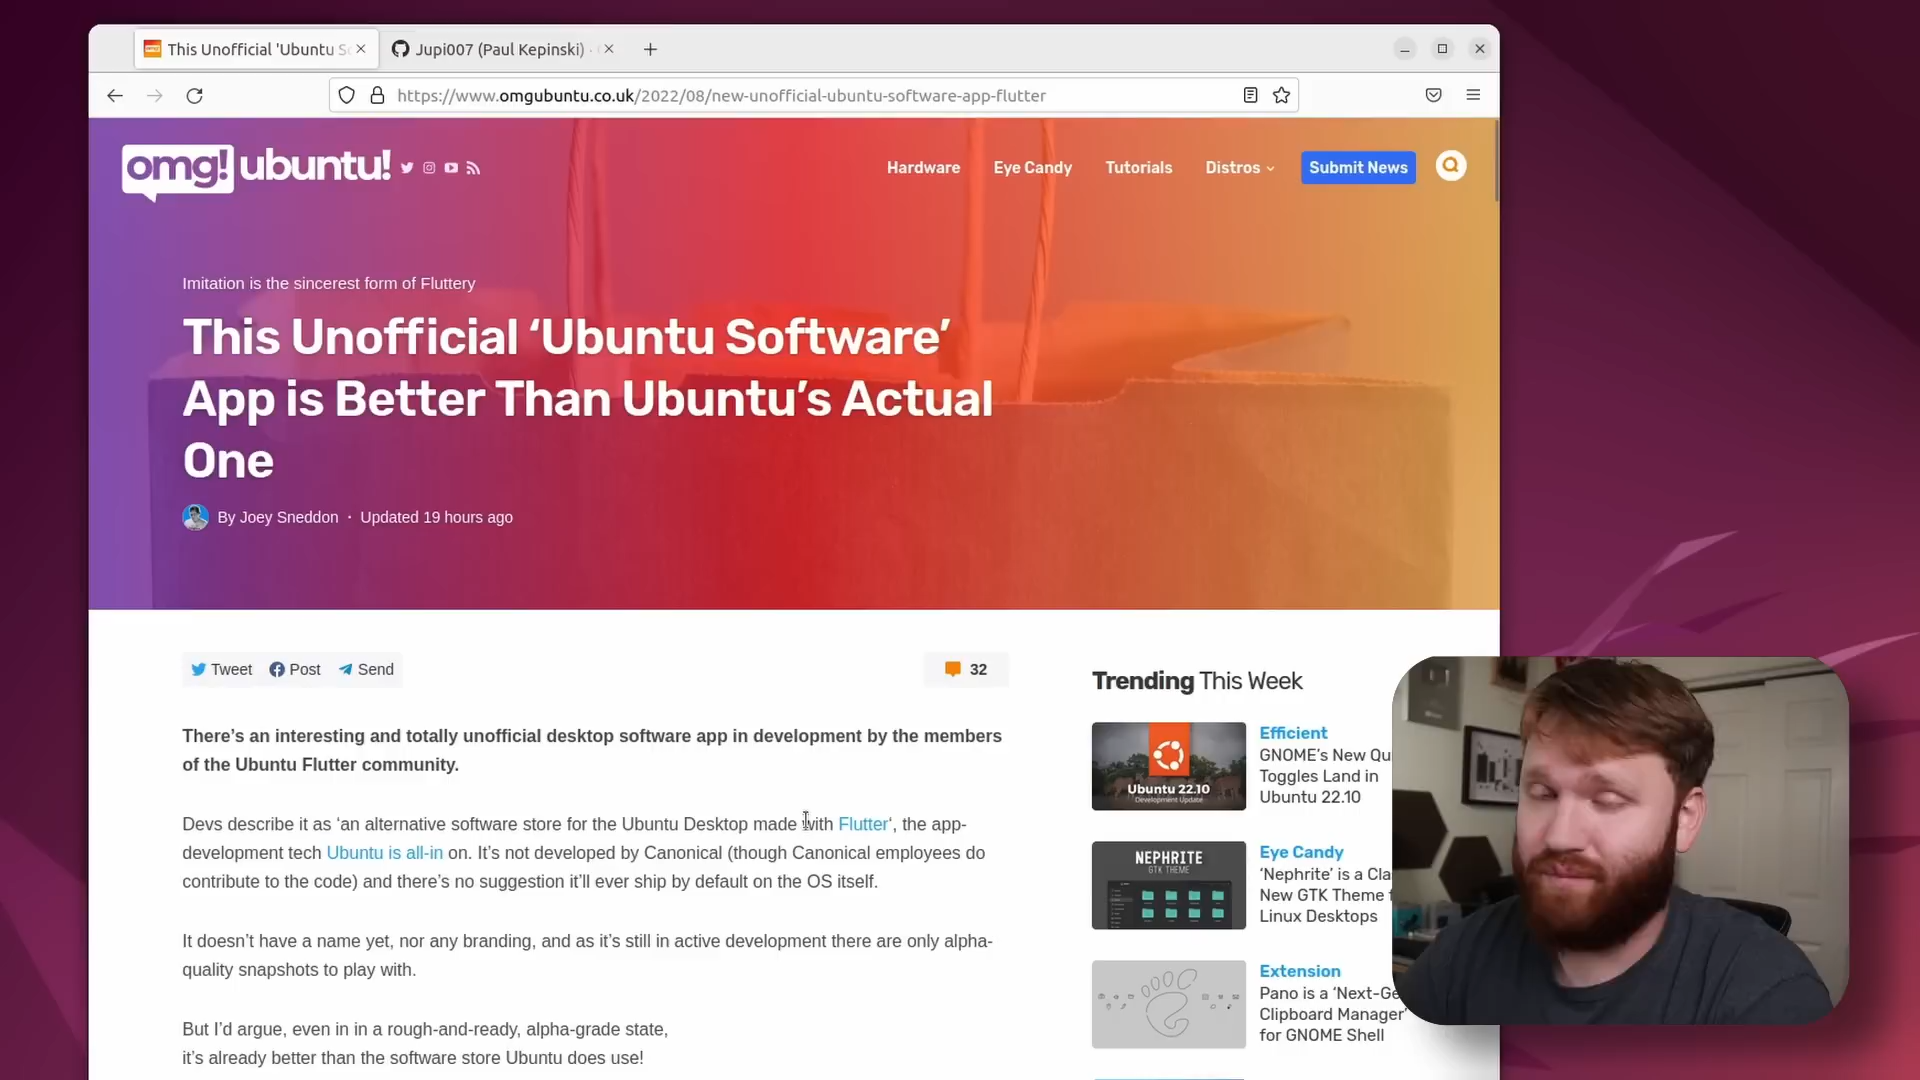 This Unofficial 'Ubuntu S
Jupi007 (Paul Kepinski) ·
https://www.omgubuntu.co.uk/2022/08/new-unofficial-ubuntu-software-app-flutter
omg! ubuntu!
Hardware
Eye Candy
Tutorials
Distros
Submit News
Imitation is the sincerest form of Fluttery
This Unofficial ‘Ubuntu Software’
App is Better Than Ubuntu’s Actual
One
By Joey Sneddon · Updated 19 hours ago
Tweet
Post
Send
32
There’s an interesting and totally unofficial desktop software app in development by the members
of the Ubuntu Flutter community.
Devs describe it as ‘an alternative software store for the Ubuntu Desktop made with Flutter‘, the app-
development tech Ubuntu is all-in on. It’s not developed by Canonical (though Canonical employees do
contribute to the code) and there’s no suggestion it’ll ever ship by default on the OS itself.
It doesn’t have a name yet, nor any branding, and as it’s still in active development there are only alpha-
quality snapshots to play with.
But I’d argue, even in in a rough-and-ready, alpha-grade state,
it’s already better than the software store Ubuntu does use!
Trending This Week
Ubuntu 22.10
Development Update
Efficient
GNOME’s New Qu
Toggles Land in
Ubuntu 22.10
NEPHRITE
GTK THEME
Eye Candy
‘Nephrite’ is a Cla
New GTK Theme f
Linux Desktops
Extension
Pano is a ‘Next-Ge
Clipboard Manager’
for GNOME Shell